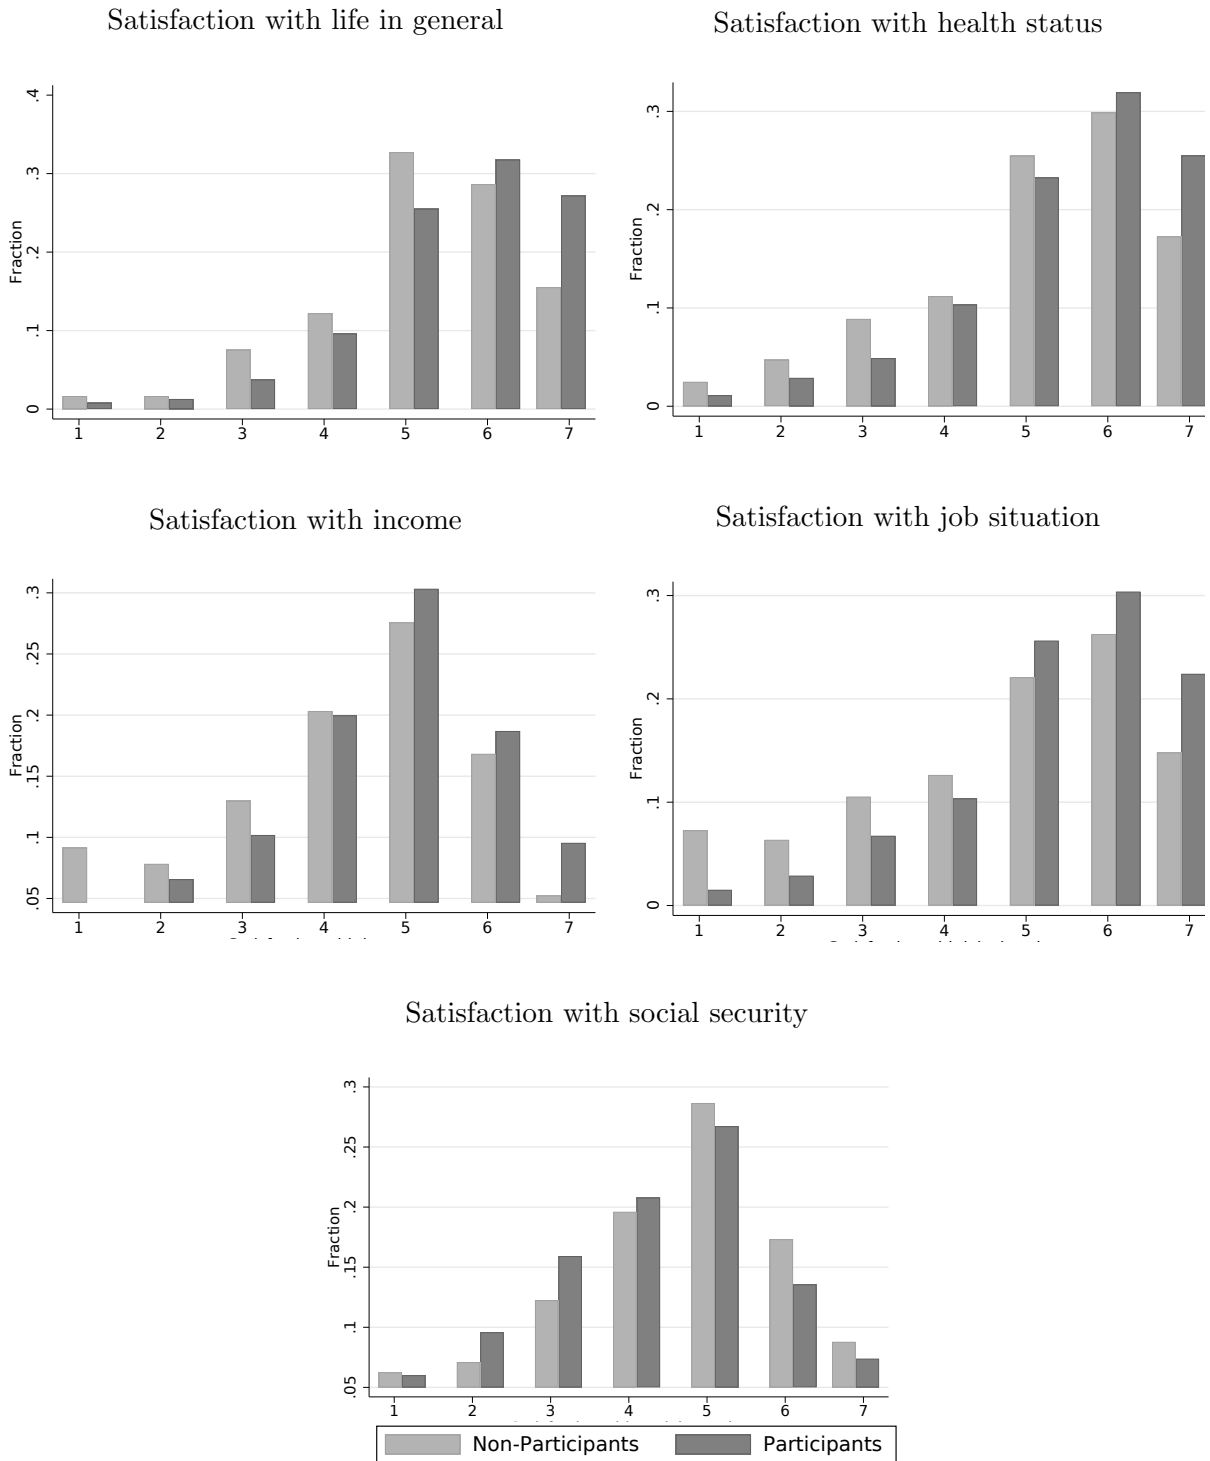 Satisfaction with life in general
Fraction
0 .1 .2 .3 .4
1 2 3 4 5 6 7
Satisfaction with health status
Fraction
0 .1 .2 .3
1 2 3 4 5 6 7
Satisfaction with income
Fraction
.05 .1 .15 .2 .25 .3
1 2 3 4 5 6 7
Satisfaction with job situation
Fraction
0 .1 .2 .3
1 2 3 4 5 6 7
Satisfaction with social security
Fraction
.05 .1 .15 .2 .25 .3
1 2 3 4 5 6 7
Non-Participants Participants